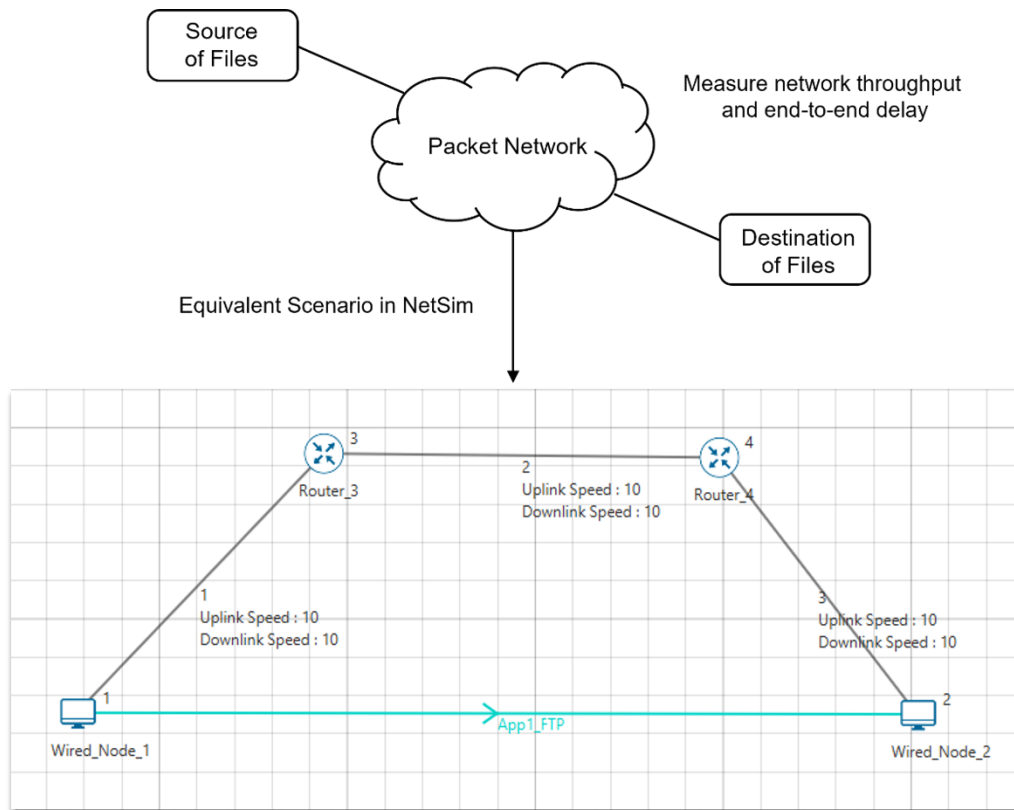 Source
of Files
Measure network throughput
and end-to-end delay
Packet Network
Destination
of Files
Equivalent Scenario in NetSim
3
Router_3
4
Router_4
2
Uplink Speed : 10
Downlink Speed : 10
1
Uplink Speed : 10
Downlink Speed : 10
3
Uplink Speed : 10
Downlink Speed : 10
1
Wired_Node_1
App1_FTP
2
Wired_Node_2